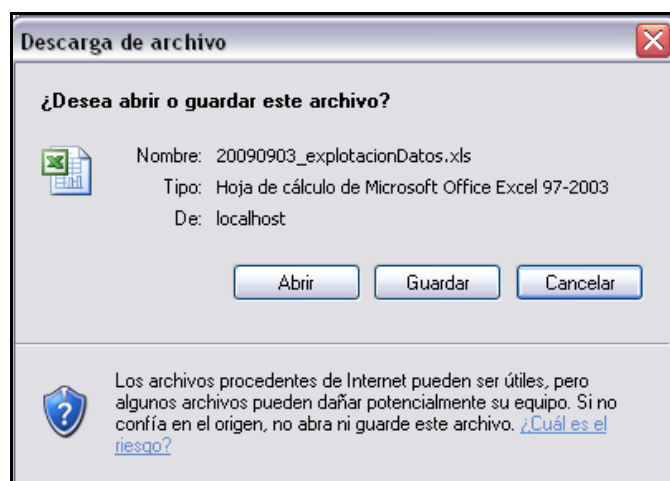 Descarga de archivo
¿Desea abrir o guardar este archivo?
Nombre: 20090903_explotacionDatos.xls
Tipo: Hoja de cálculo de Microsoft Office Excel 97-2003
De: localhost
Abrir Guardar Cancelar
Los archivos procedentes de Internet pueden ser útiles, pero
algunos archivos pueden dañar potencialmente su equipo. Si no
confía en el origen, no abra ni guarde este archivo. ¿Cuál es el
riesgo?